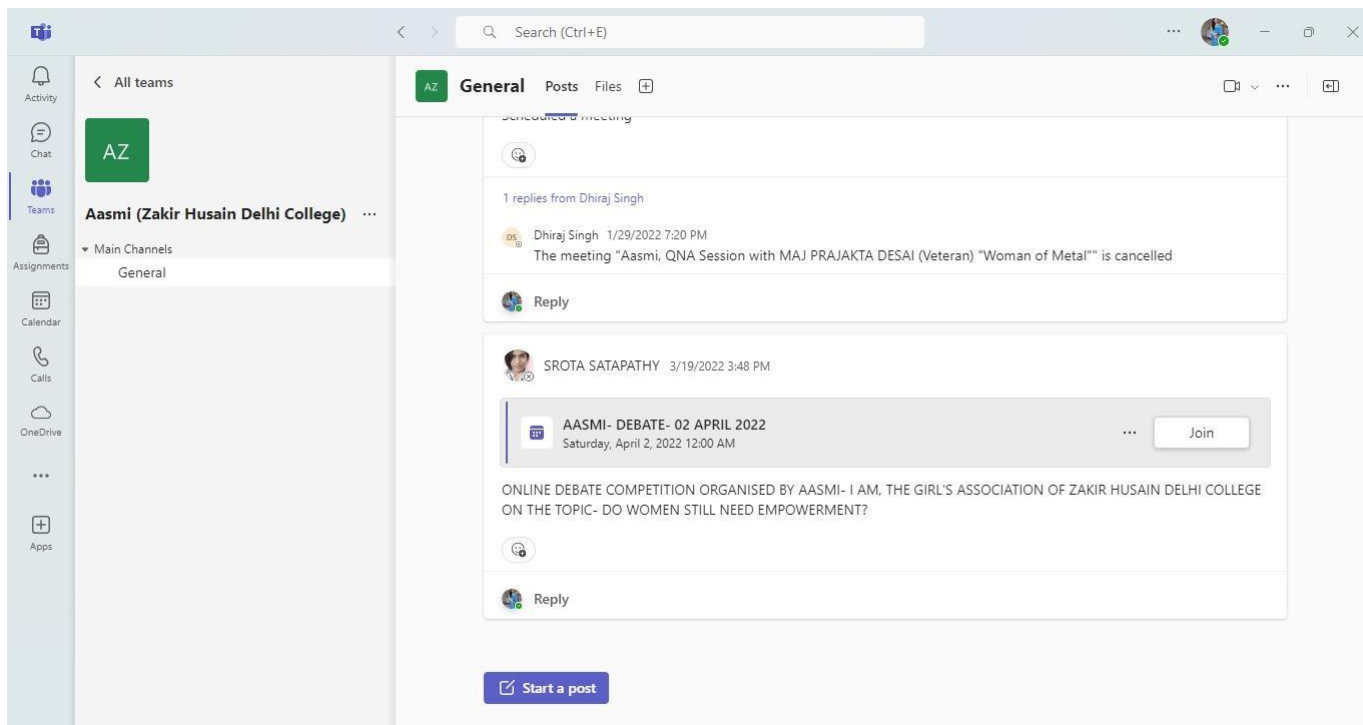 Search (Ctrl+E)
Activity
Chat
Teams
Assignments
Calendar
Calls
OneDrive
Apps
All teams
AZ
Aasmi (Zakir Husain Delhi College)
Main Channels
General
AZ
General Posts Files
Scheduled a meeting
1 replies from Dhiraj Singh
DS
Dhiraj Singh 1/29/2022 7:20 PM
The meeting "Aasmi, QNA Session with MAJ PRAJAKTA DESAI (Veteran) "Woman of Metal"" is cancelled
Reply
SROTA SATAPATHY 3/19/2022 3:48 PM
AASMI- DEBATE- 02 APRIL 2022
Saturday, April 2, 2022 12:00 AM
Join
ONLINE DEBATE COMPETITION ORGANISED BY AASMI- I AM, THE GIRL'S ASSOCIATION OF ZAKIR HUSAIN DELHI COLLEGE
ON THE TOPIC- DO WOMEN STILL NEED EMPOWERMENT?
Reply
Start a post